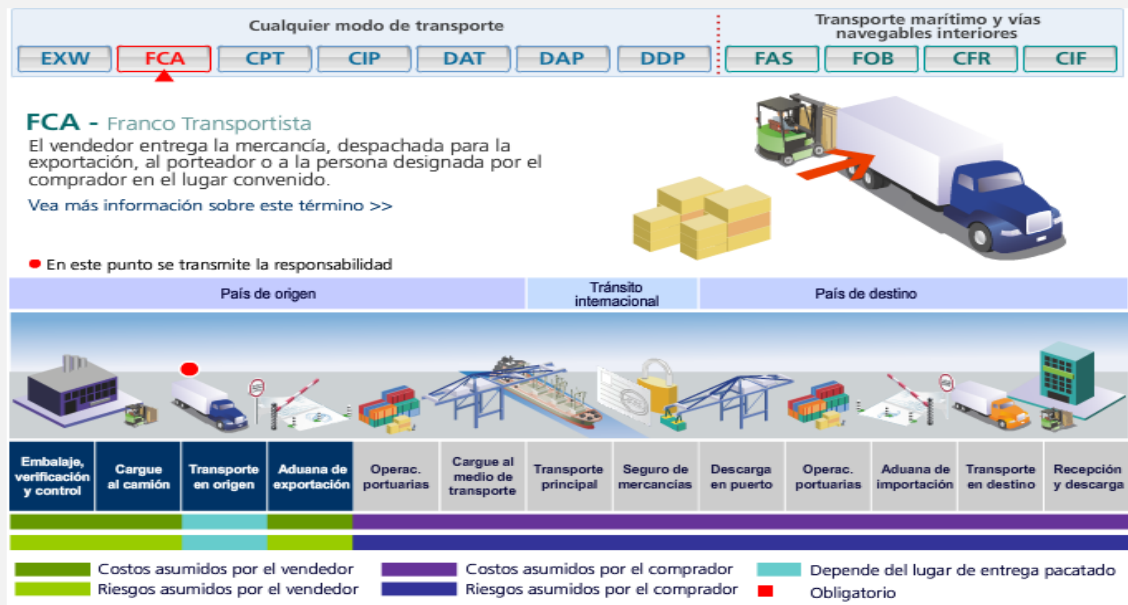 Cualquier modo de transporte
Transporte marítimo y vías
navegables interiores
EXW FCA CPT CIP DAT DAP DDP FAS FOB CFR CIF
FCA - Franco Transportista
El vendedor entrega la mercancía, despachada para la
exportación, al porteador o a la persona designada por el
comprador en el lugar convenido.
Vea más información sobre este término >>
En este punto se transmite la responsabilidad
País de origen
Tránsito
internacional
País de destino
Embalaje,
verificación
y control
Cargue
al camión
Transporte
en origen
Aduana de
exportación
Operac.
portuarias
Cargue al
medio de
transporte
Transporte
principal
Seguro de
mercancías
Descarga
en puerto
Operac.
portuarias
Aduana de
importación
Transporte
en destino
Recepción
y descarga
Costos asumidos por el vendedor
Riesgos asumidos por el vendedor
Costos asumidos por el comprador
Riesgos asumidos por el comprador
Depende del lugar de entrega pacatado
Obligatorio